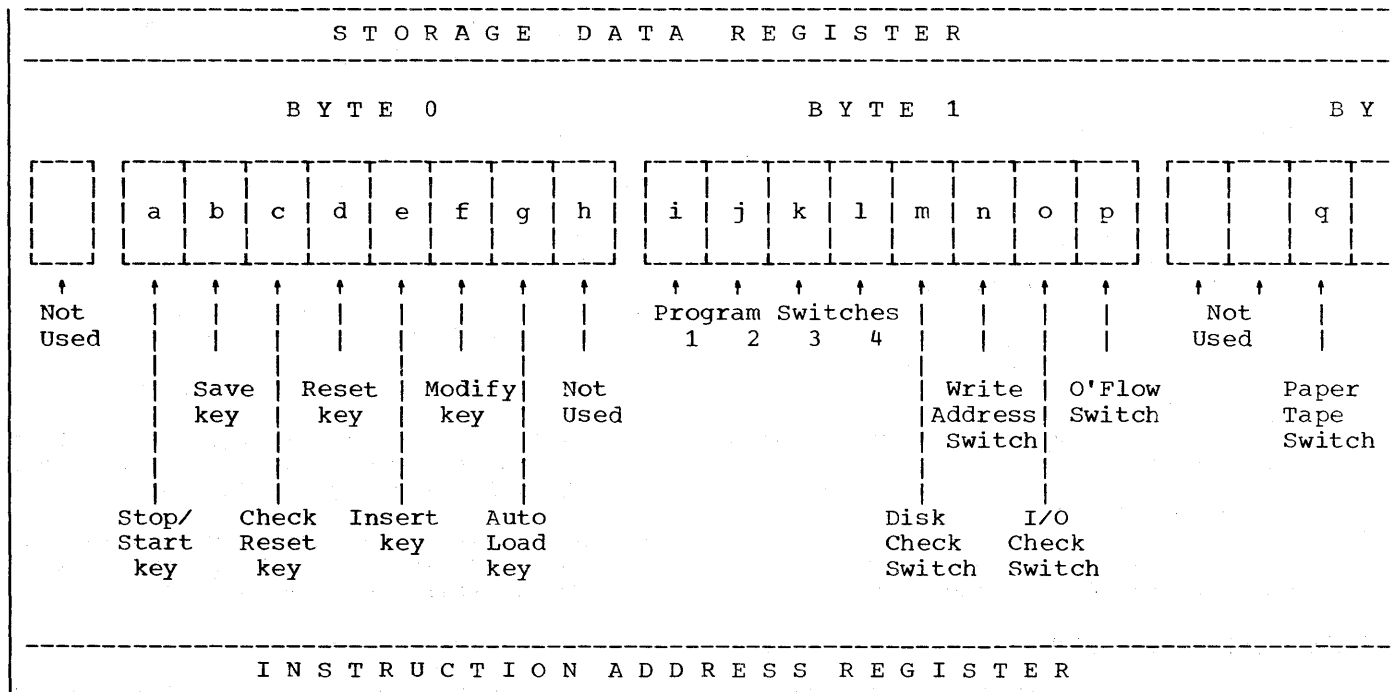 STORAGE DATA REGISTER
BYTE 0 BYTE 1 BY
a b c d e f g h i j k l m n o p q
Not Program Switches Not
Used 1 2 3 4 Used
Save Reset Modify Not Write O'Flow Paper
key key key Used Address Switch Tape
Switch Switch
Stop/ Check Insert Auto Disk I/O
Start Reset key Load Check Check
key key key Switch Switch
INSTRUCTION ADDRESS REGISTER